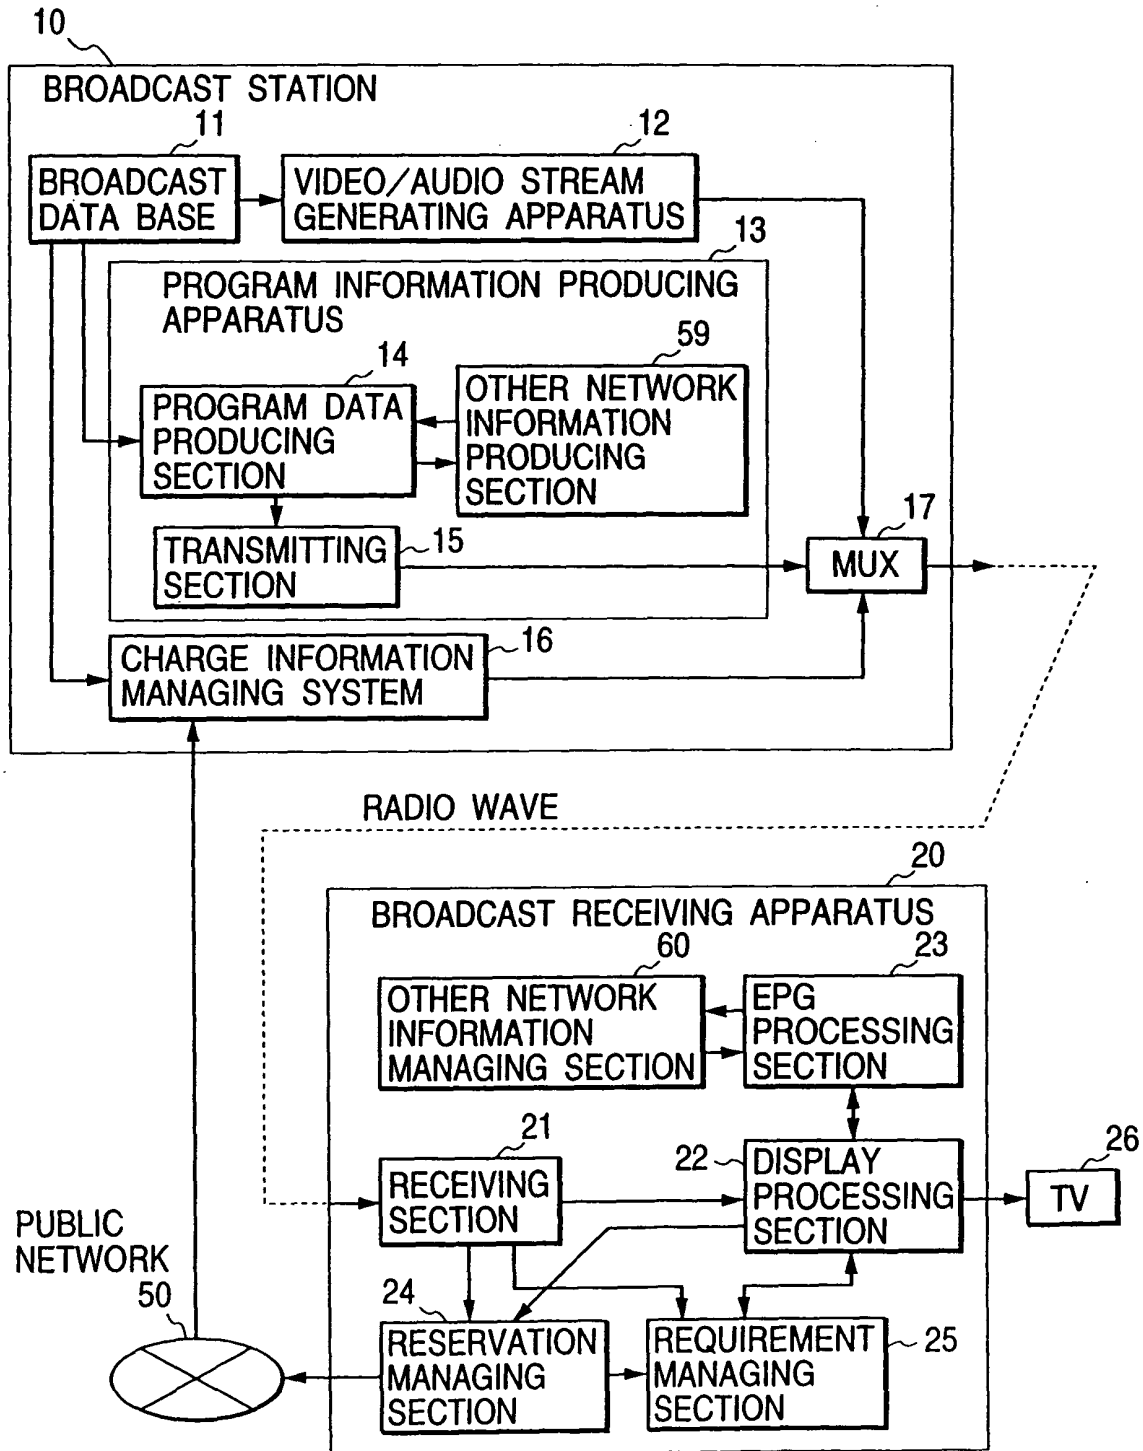 10
BROADCAST STATION
11
BROADCAST
DATA BASE
12
VIDEO/AUDIO STREAM
GENERATING APPARATUS
13
PROGRAM INFORMATION PRODUCING
APPARATUS
14
PROGRAM DATA
PRODUCING
SECTION
59
OTHER NETWORK
INFORMATION
PRODUCING
SECTION
15
TRANSMITTING
SECTION
17
MUX
16
CHARGE INFORMATION
MANAGING SYSTEM
RADIO WAVE
20
BROADCAST RECEIVING APPARATUS
60
OTHER NETWORK
INFORMATION
MANAGING SECTION
23
EPG
PROCESSING
SECTION
21
RECEIVING
SECTION
22
DISPLAY
PROCESSING
SECTION
26
TV
PUBLIC
NETWORK
50
24
RESERVATION
MANAGING
SECTION
REQUIREMENT
MANAGING
SECTION
25